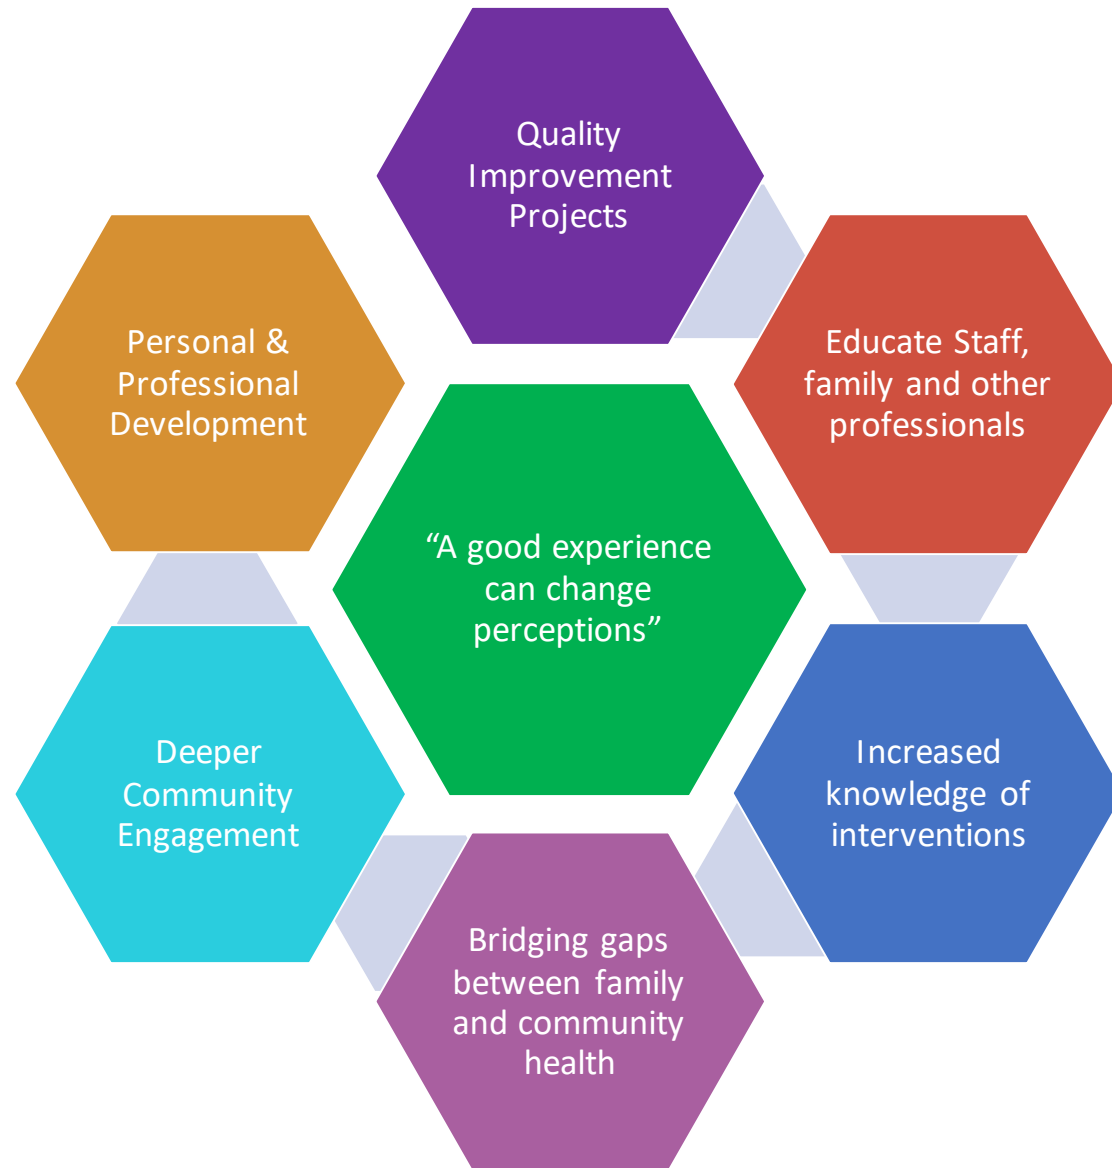 Quality
Improvement
Projects
Educate Staff,
family and other
professionals
Increased
knowledge of
interventions
Bridging gaps
between family
and community
health
Deeper
Community
Engagement
Personal &
Professional
Development
“A good experience
can change
perceptions”